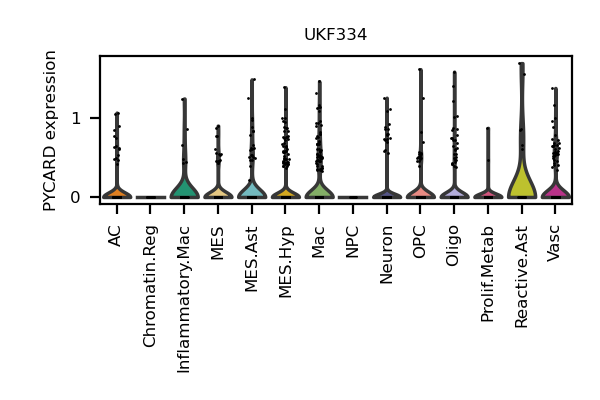 UKF334
PYCARD expression
1
0
AC
Chromatin.Reg
Inflammatory.Mac
MES
MES.Ast
MES.Hyp
Mac
NPC
Neuron
OPC
Oligo
Prolif.Metab
Reactive.Ast
Vasc